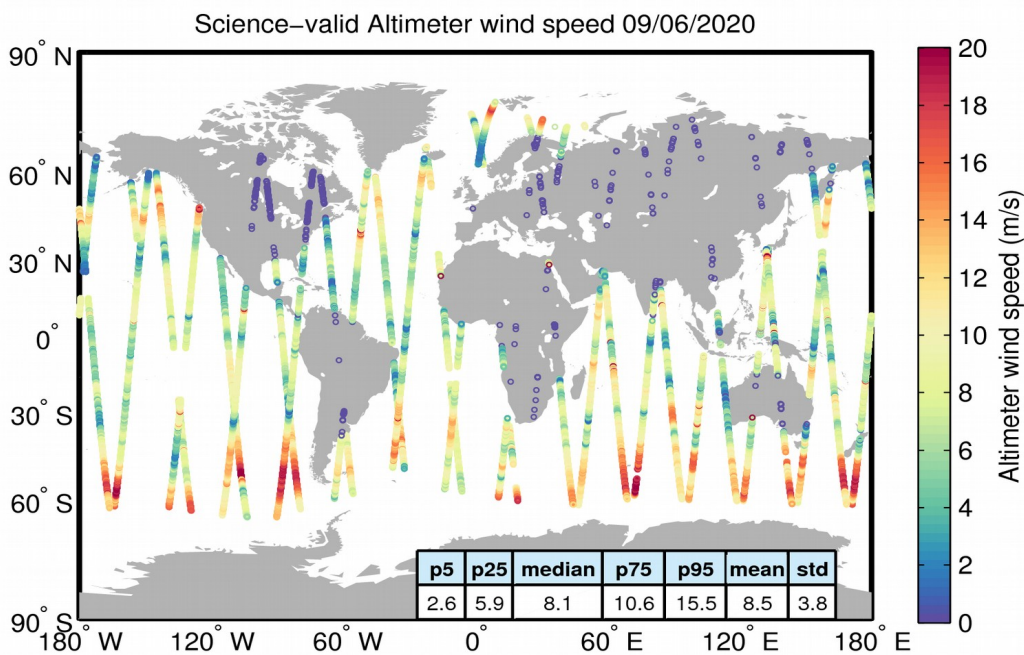 Science-valid Altimeter wind speed 09/06/2020
90° N
60° N
30° N
0°
30° S
60° S
90° S
180° W
120° W
60° W
0°
60° E
120° E
180° E
p5 p25 median p75 p95 mean std
2.6 5.9 8.1 10.6 15.5 8.5 3.8
20
18
16
14
12
10
8
6
4
2
0
Altimeter wind speed (m/s)